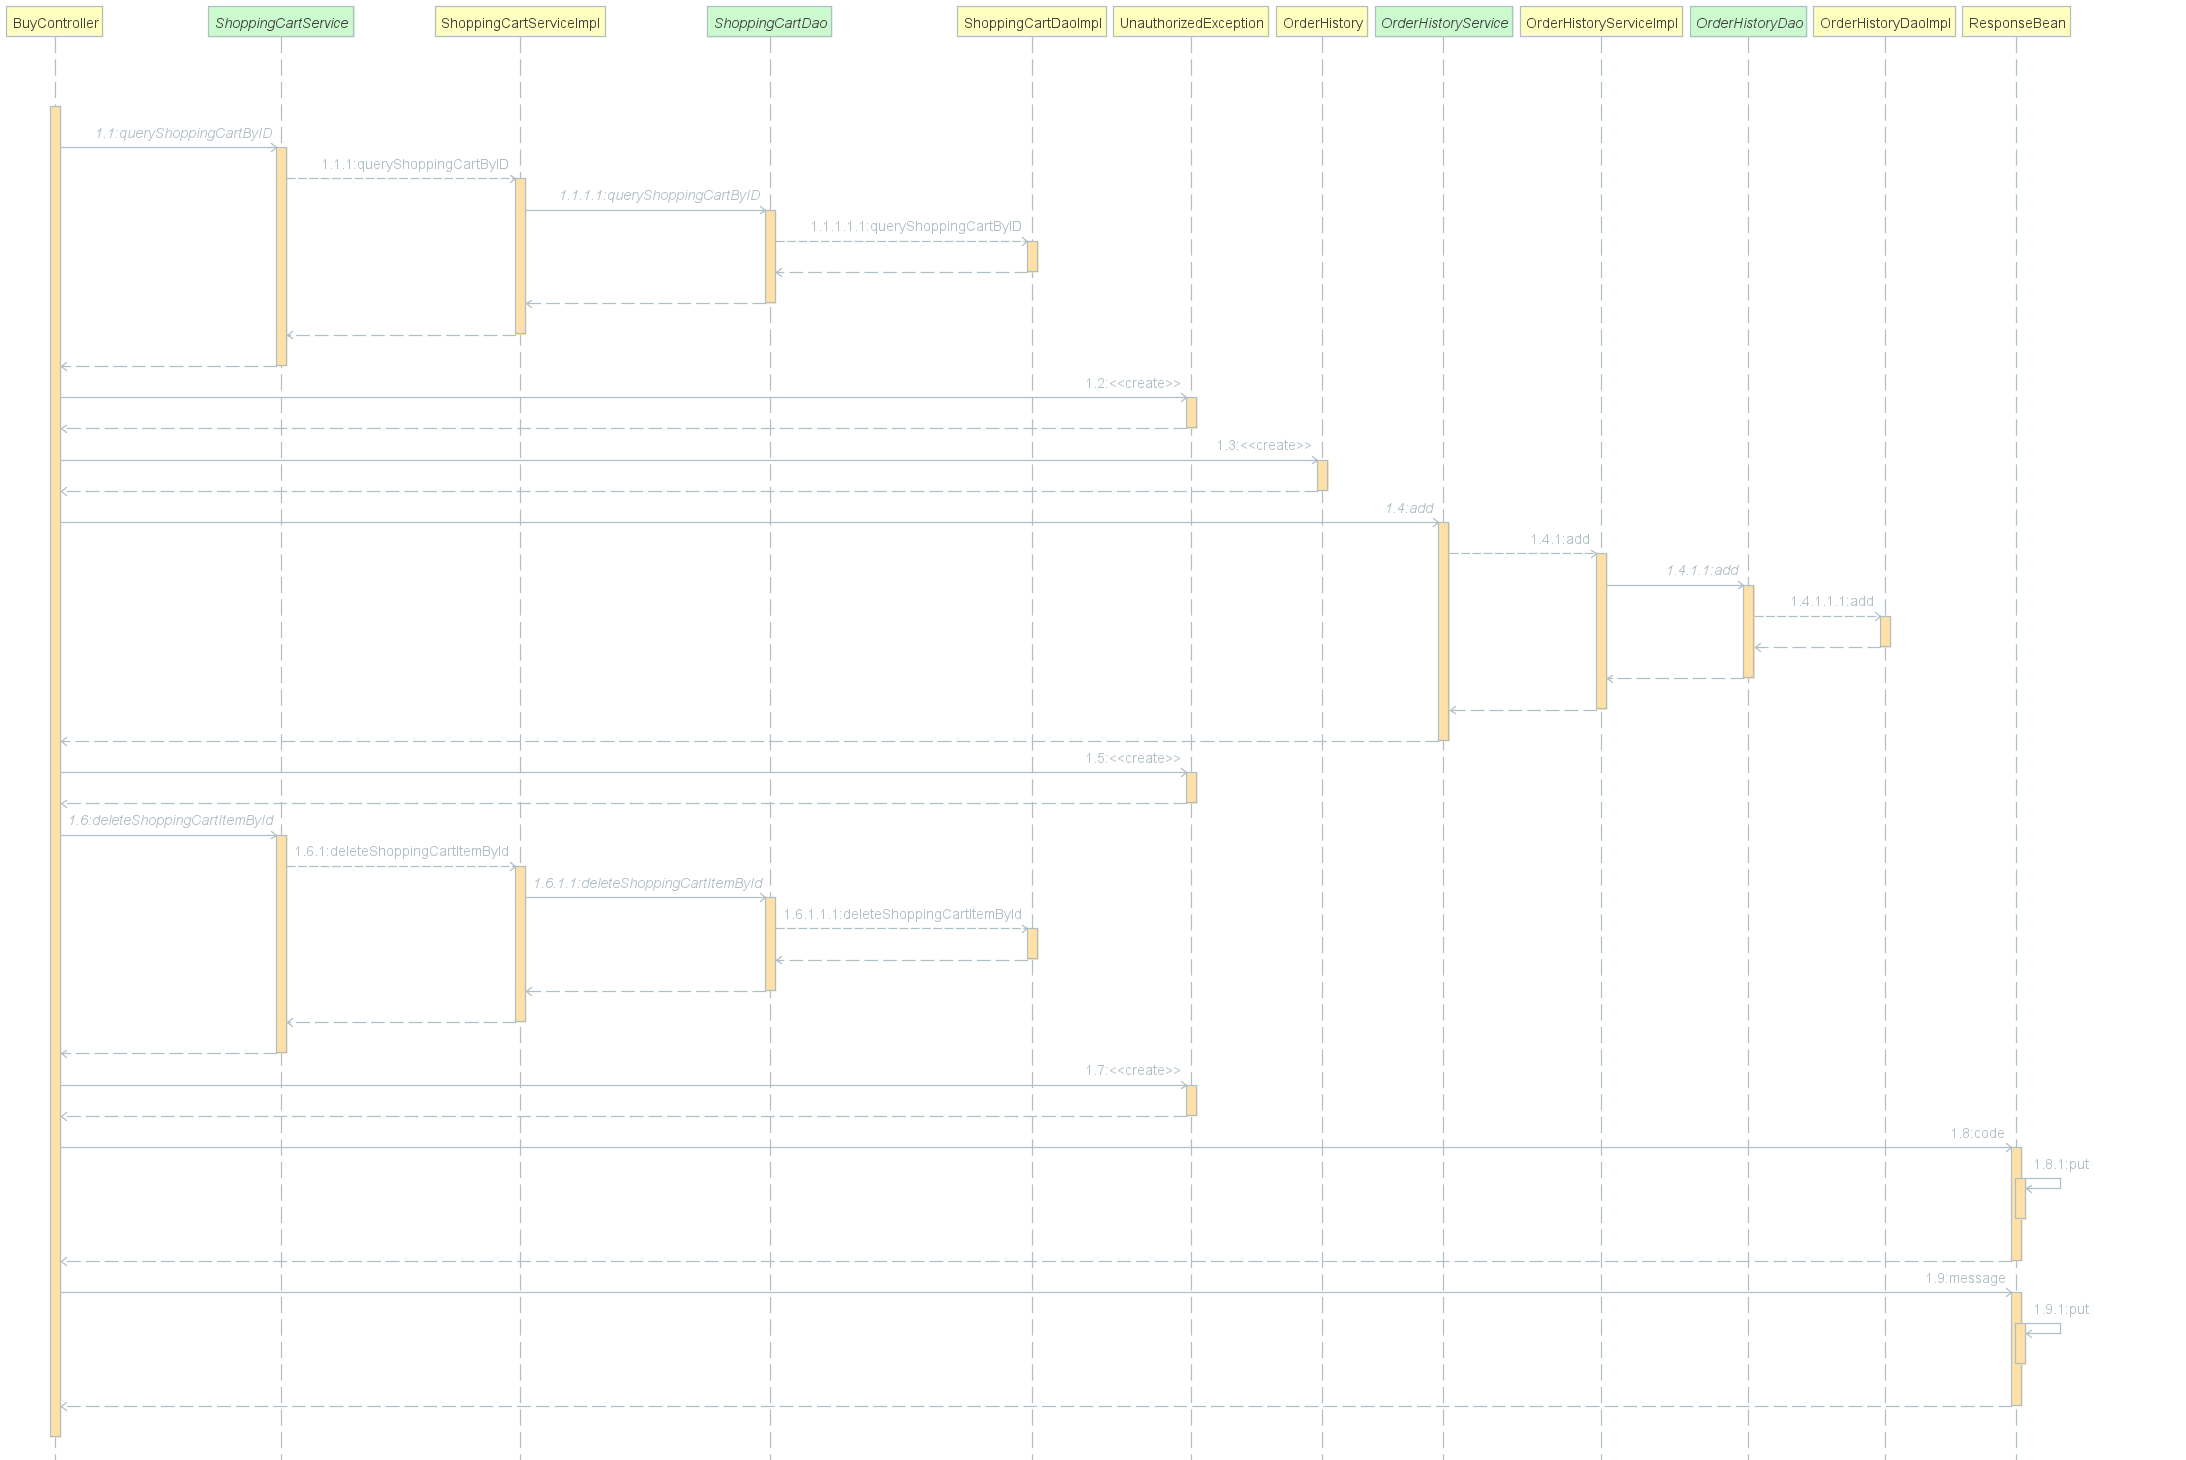 BuyController
ShoppingCartService
ShoppingCartServiceImpl
ShoppingCartDao
ShoppingCartDaoImpl
UnauthorizedException
OrderHistory
OrderHistoryService
OrderHistoryServiceImpl
OrderHistoryDao
OrderHistoryDaoImpl
ResponseBean
1.1:queryShoppingCartByID
1.1.1:queryShoppingCartByID
1.1.1.1:queryShoppingCartByID
1.1.1.1.1:queryShoppingCartByID
1.2:<<create>>
1.3:<<create>>
1.4:add
1.4.1:add
1.4.1.1:add
1.4.1.1.1:add
1.5:<<create>>
1.6:deleteShoppingCartItemById
1.6.1:deleteShoppingCartItemById
1.6.1.1:deleteShoppingCartItemById
1.6.1.1.1:deleteShoppingCartItemById
1.7:<<create>>
1.8:code
1.8.1:put
1.9:message
1.9.1:put